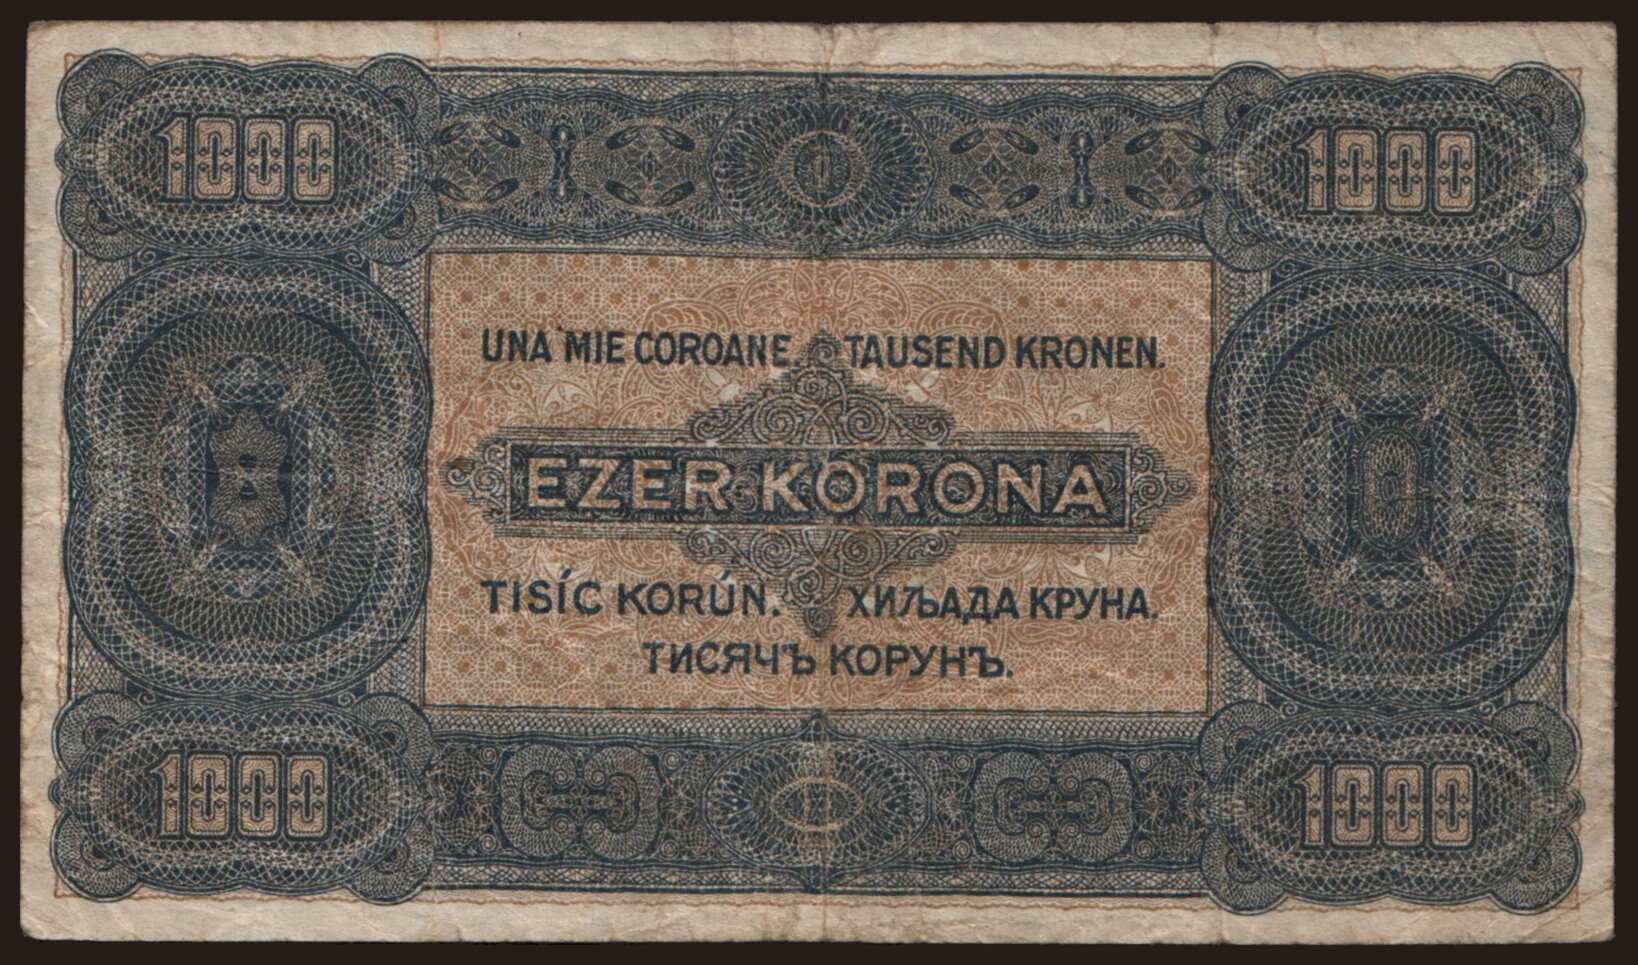 1000 1000
UNA MIE COROANE. TAUSEND KRONEN.
EZER KORONA
TISÍC KORÚN. ХИЉАДА КРУНА.
ТИСЯЧЪ КОРУНЪ.
1000 1000